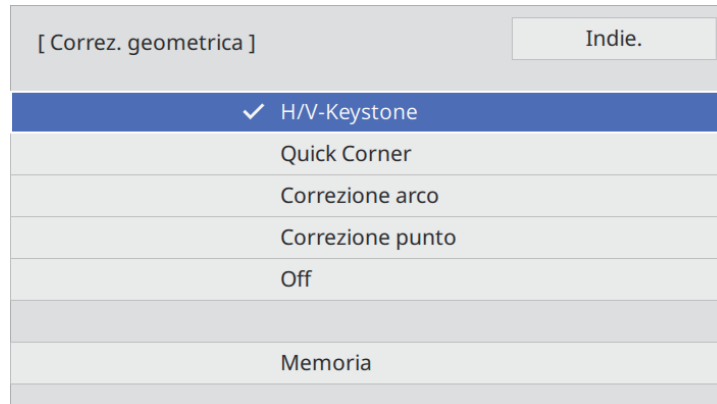 [ Correz. geometrica ]
Indie.
H/V-Keystone
Quick Corner
Correzione arco
Correzione punto
Off
Memoria